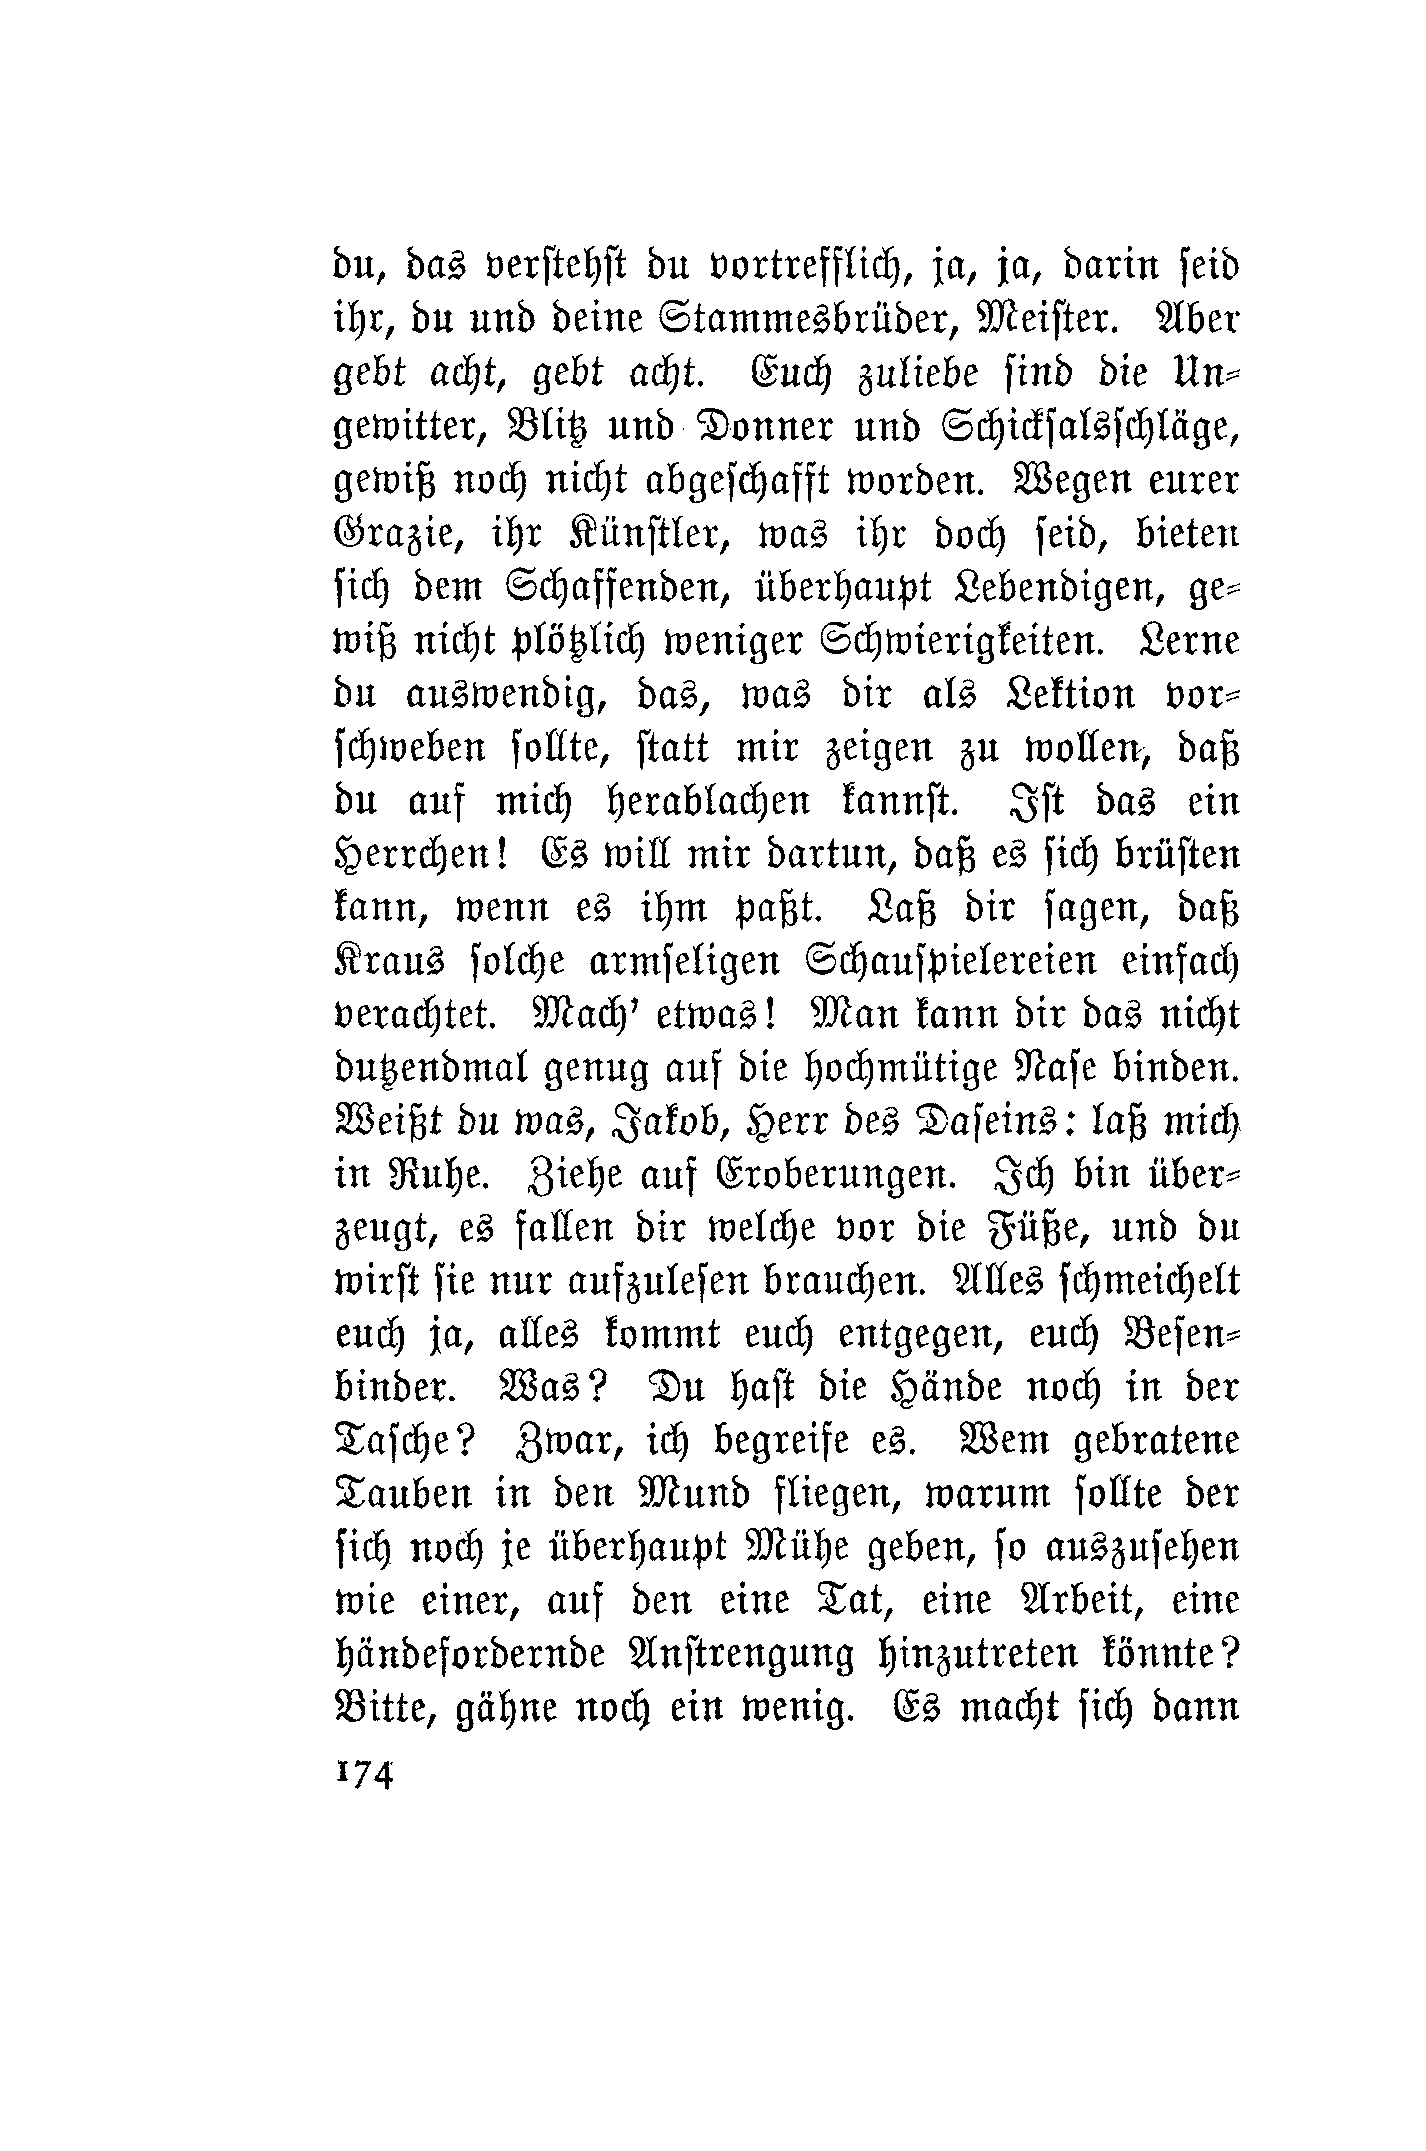 du, das verſtehſt du vortrefflich, ja, ja, darin ſeid
ihr, du und deine Stammesbrüder, Meiſter. Aber
gebt acht, gebt acht. Euch zuliebe ſind die Un⸗
gewitter, Blitz und Donner und Schickſalsſchläge,
gewiß noch nicht abgeſchafft worden. Wegen eurer
Grazie, ihr Künſtler, was ihr doch ſeid, bieten
ſich dem Schaffenden, überhaupt Lebendigen, ge⸗
wiß nicht plötzlich weniger Schwierigkeiten. Lerne
du auswendig, das, was dir als Lektion vor⸗
ſchweben ſollte, ſtatt mir zeigen zu wollen, daß
du auf mich herablachen kannſt. Iſt das ein
Herrchen! Es will mir dartun, daß es ſich brüſten
kann, wenn es ihm paßt. Laß dir ſagen, daß
Kraus ſolche armſeligen Schauſpielereien einfach
verachtet. Mach' etwas! Man kann dir das nicht
dutzendmal genug auf die hochmütige Naſe binden.
Weißt du was, Jakob, Herr des Daſeins: laß mich
in Ruhe. Ziehe auf Eroberungen. Ich bin über⸗
zeugt, es fallen dir welche vor die Füße, und du
wirſt ſie nur aufzuleſen brauchen. Alles ſchmeichelt
euch ja, alles kommt euch entgegen, euch Beſen⸗
binder. Was? Du haſt die Hände noch in der
Taſche? Zwar, ich begreife es. Wem gebratene
Tauben in den Mund fliegen, warum ſollte der
ſich noch je überhaupt Mühe geben, ſo auszuſehen
wie einer, auf den eine Tat, eine Arbeit, eine
händefordernde Anſtrengung hinzutreten könnte?
Bitte, gähne noch ein wenig. Es macht ſich dann
174